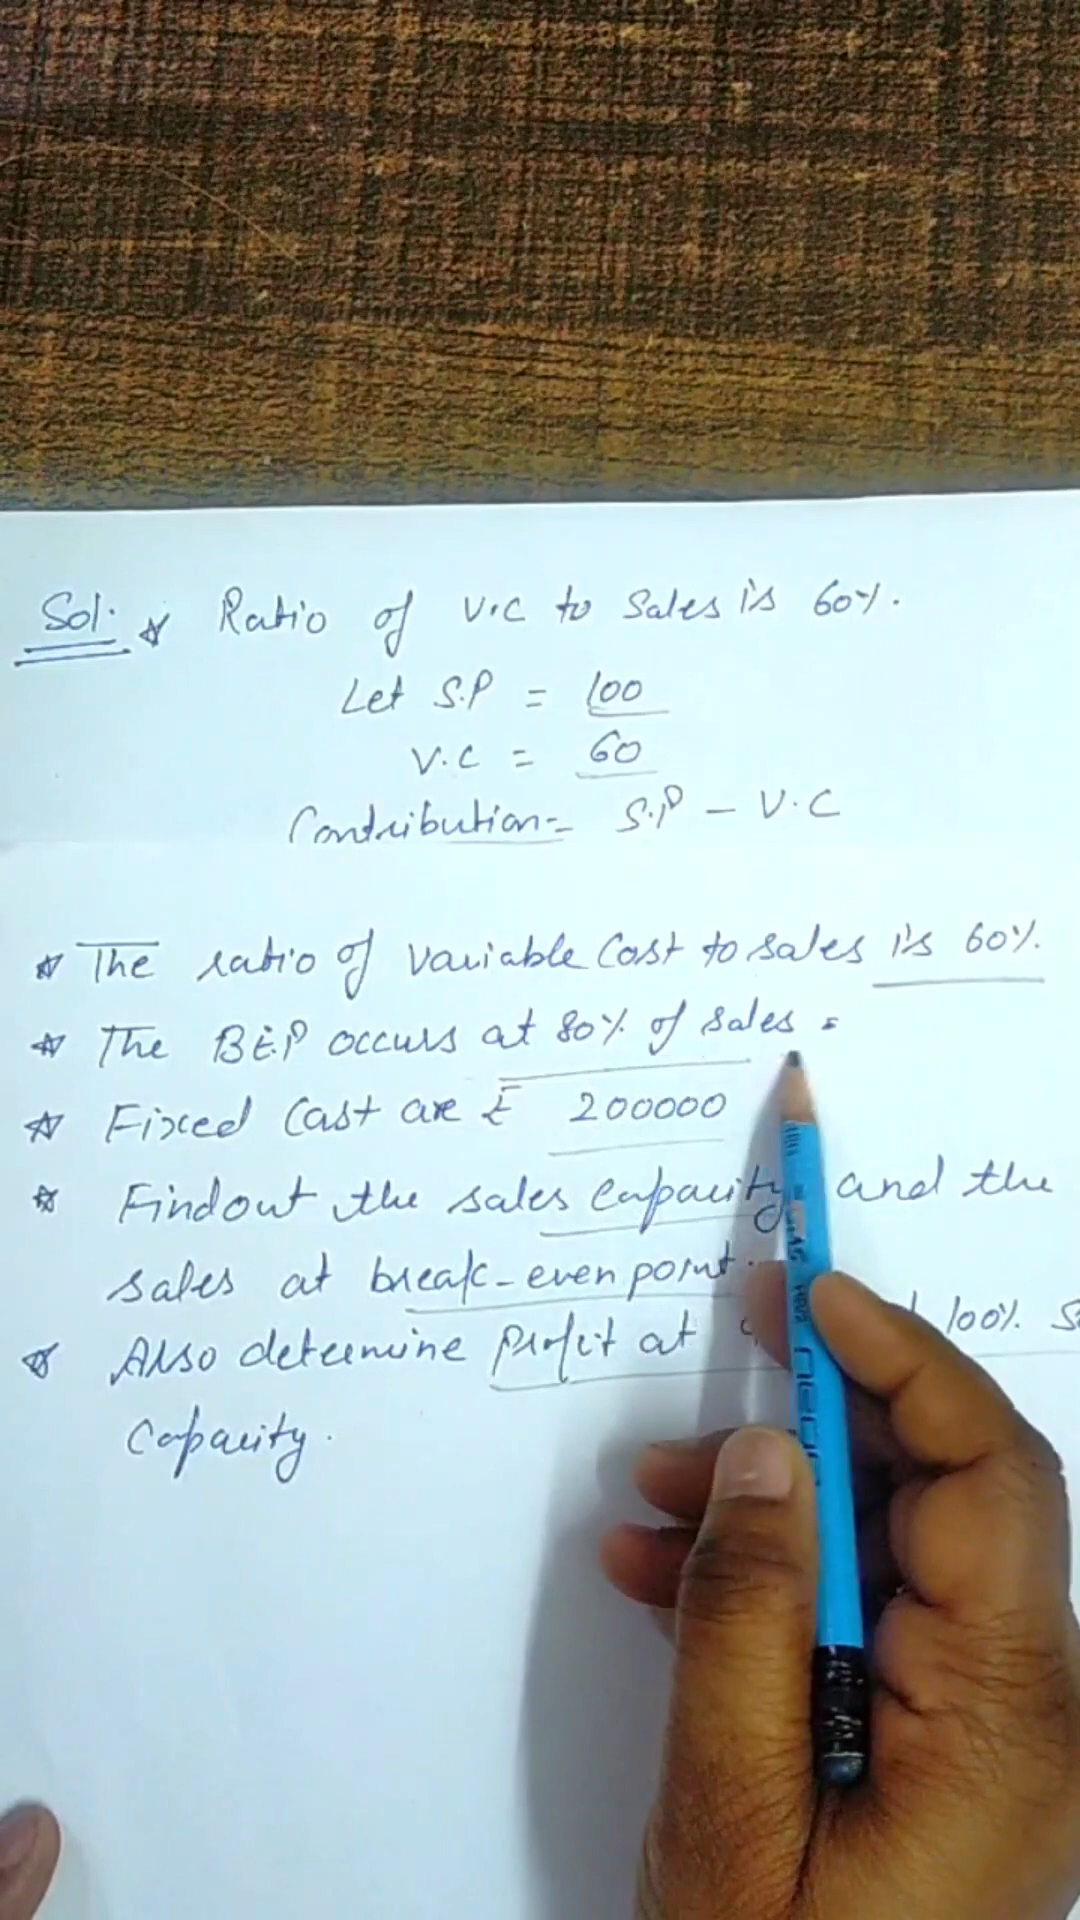 Sol. ☆ Ratio of V.C to Sales is 60%.
Let S.P = 100
V.C = 60
Contribution = S.P - V.C
☆ The ratio of variable Cost to sales is 60%.
☆ The B.E.P occurs at 80% of sales
☆ Fixed Cast are ₹ 200000
☆ Findout the sales Capacity and the
sales at break-even point.
☆ Also determine profit at 100%
Capacity.
neon